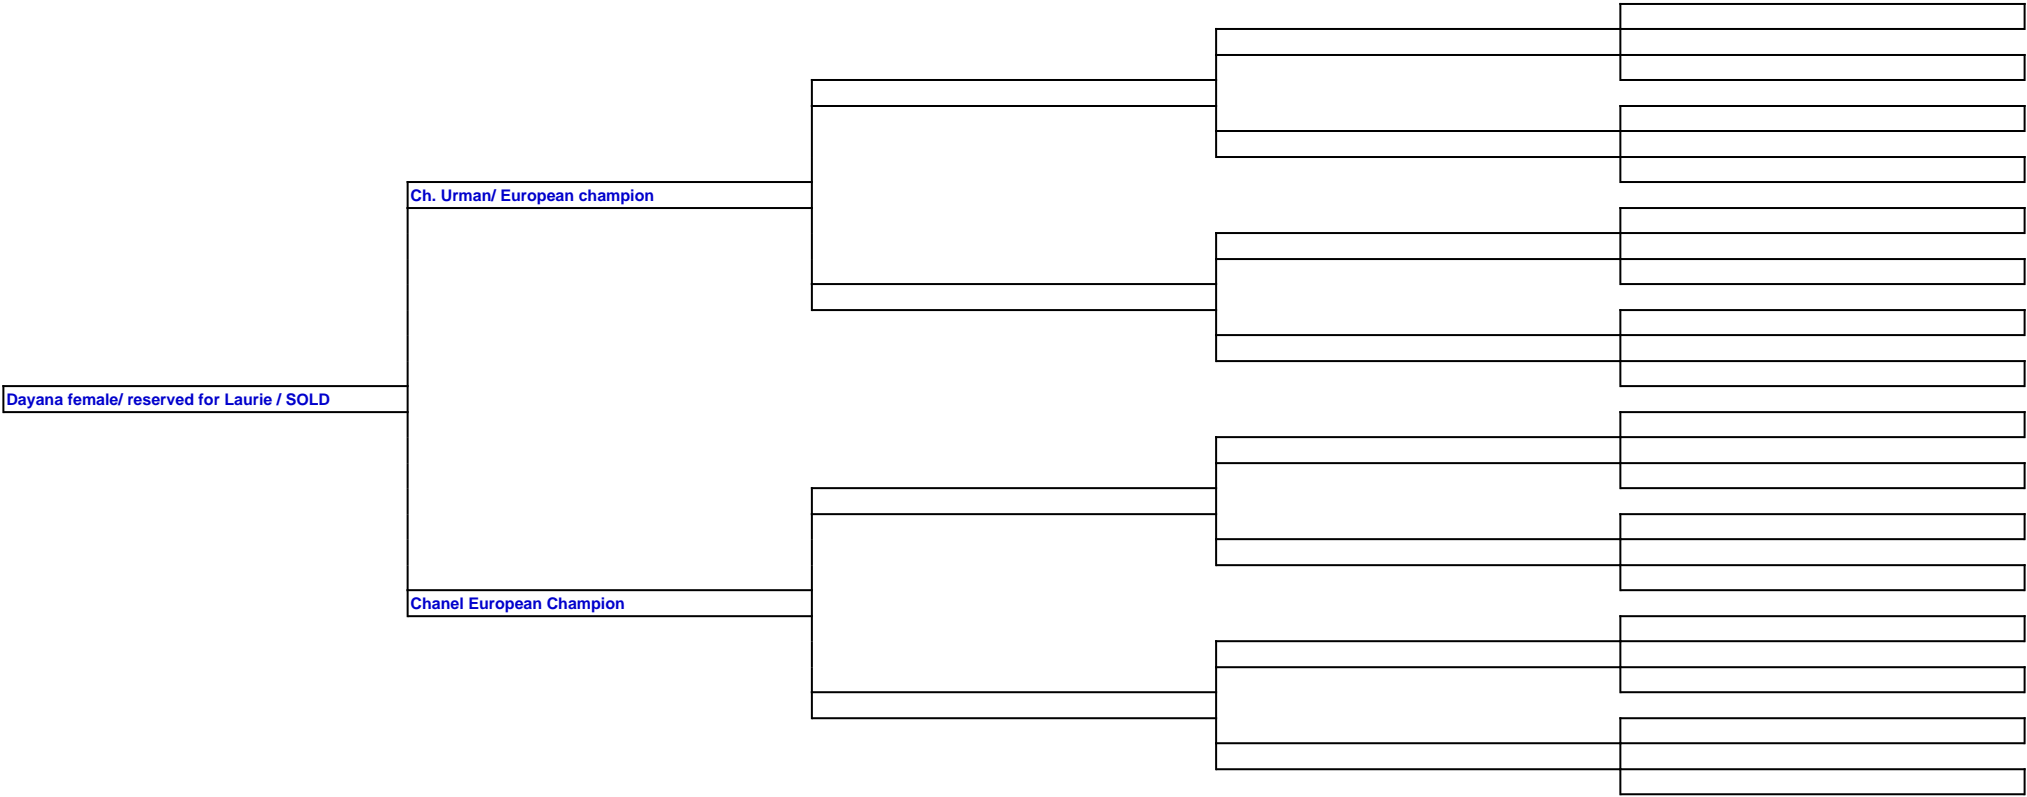 Ch. Urman/ European champion
Dayana female/ reserved for Laurie / SOLD
Chanel European Champion